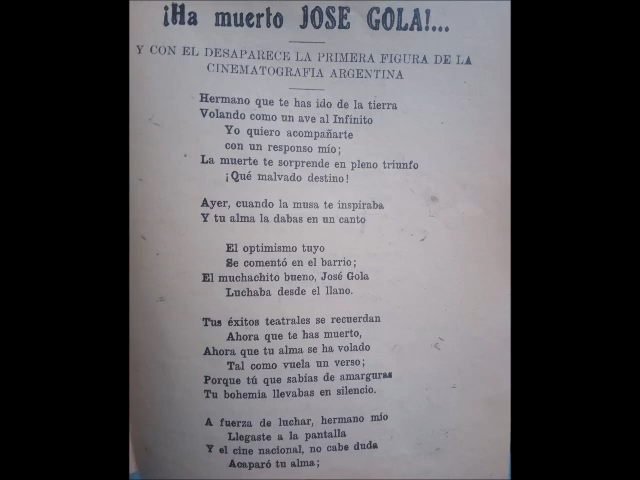 ¡Ha muerto JOSE GOLA!...
Y CON EL DESAPARECE LA PRIMERA FIGURA DE LA
CINEMATOGRAFIA ARGENTINA
Hermano que te has ido de la tierra
Volando como un ave al Infinito
Yo quiero acompañarte
con un responso mío;
La muerte te sorprende en pleno triunfo
¡Qué malvado destino!
Ayer, cuando la musa te inspiraba
Y tu alma la dabas en un canto
El optimismo tuyo
Se comentó en el barrio;
El muchachito bueno, José Gola
Luchaba desde el llano.
Tus éxitos teatrales se recuerdan
Ahora que te has muerto,
Ahora que tu alma se ha volado
Tal como vuela un verso;
Porque tú que sabías de amarguras
Tu bohemia llevabas en silencio.
A fuerza de luchar, hermano mío
Llegaste a la pantalla
Y el cine nacional, no cabe duda
Acaparó tu alma;